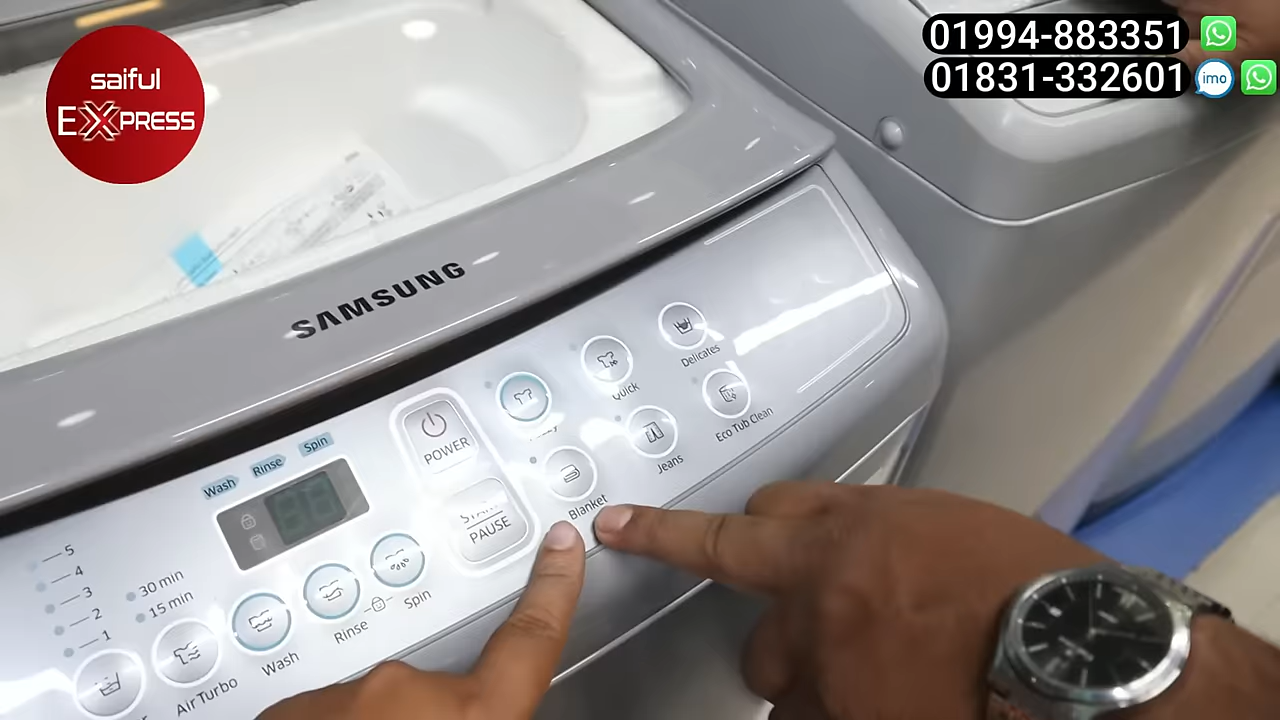 saiful
EXPRESS
01994-883351
01831-332601
imo
SAMSUNG
Delicates
Quick
Eco Tub Clean
Jeans
Blanket
POWER
PAUSE
Wash
Rinse
Spin
5
4
3
2
1
30 min
15 min
Spin
Rinse
Wash
Air Turbo